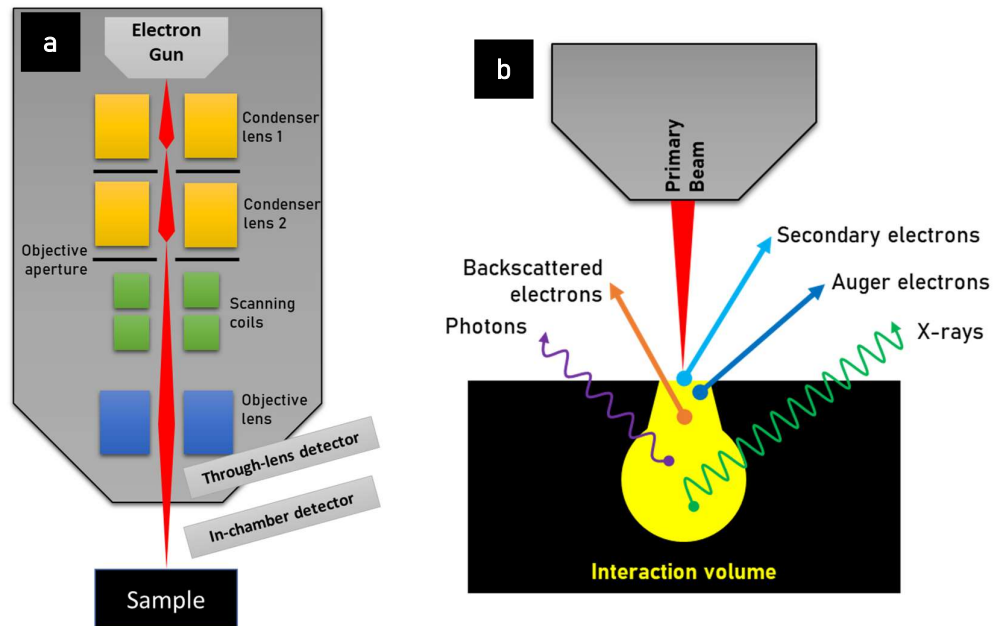 a
Electron
Gun
Condenser
lens 1
Condenser
lens 2
Objective
aperture
Scanning
coils
Objective
lens
Through-lens detector
In-chamber detector
Sample
b
Primary
Beam
Secondary electrons
Backscattered
electrons
Auger electrons
Photons
X-rays
Interaction volume